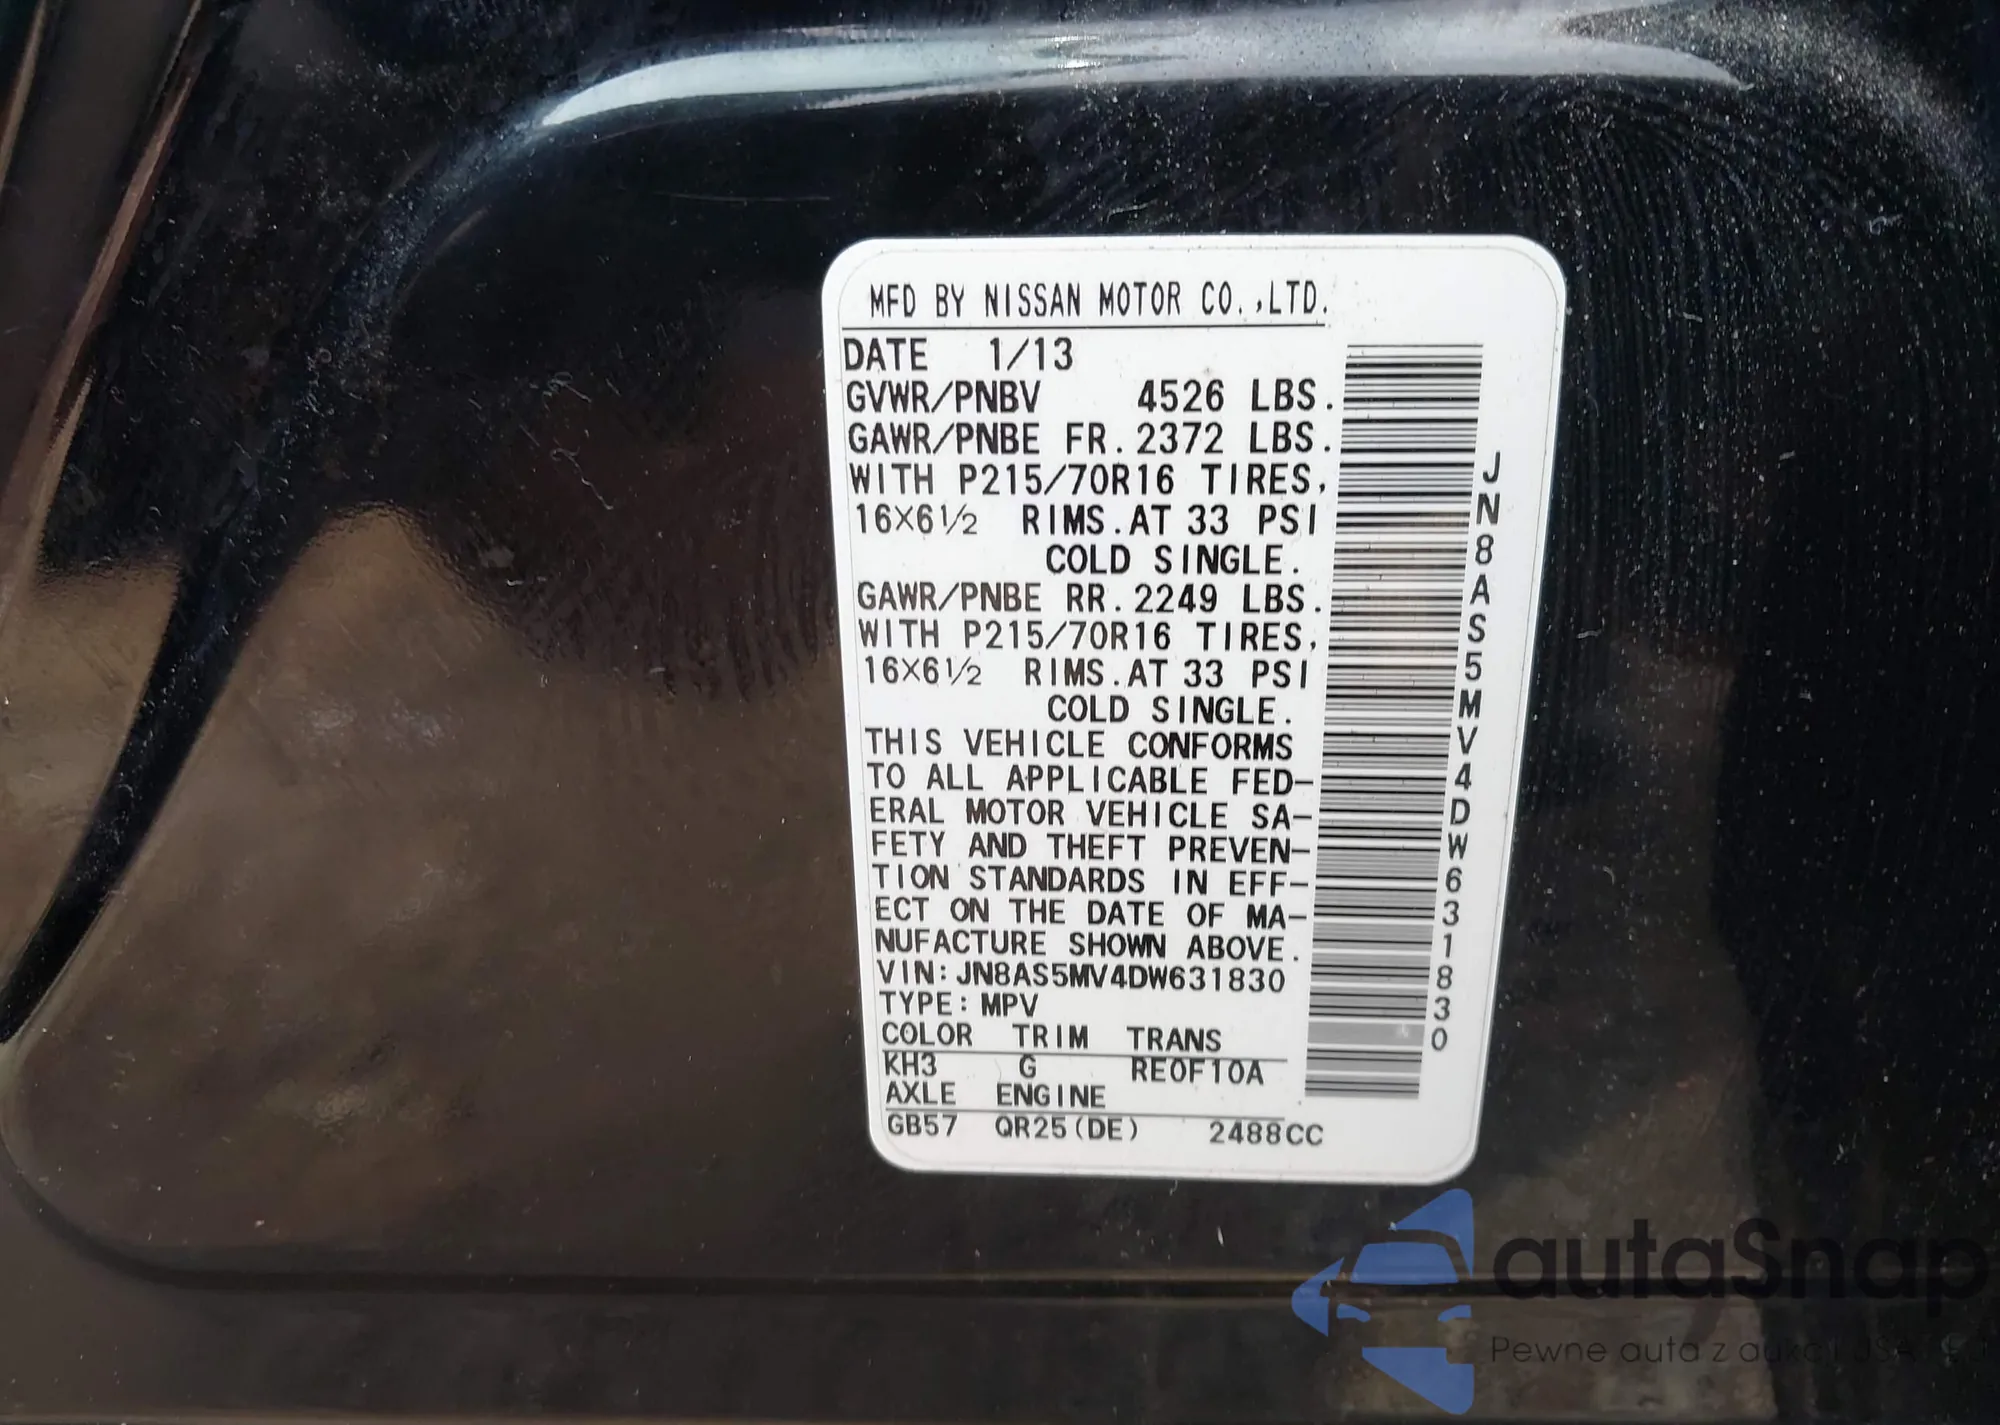 MFD BY NISSAN MOTOR CO.,LTD.
DATE 1/13
GVWR/PNBV 4526 LBS.
GAWR/PNBE FR. 2372 LBS.
WITH P215/70R16 TIRES,
16×6½ RIMS. AT 33 PSI
COLD SINGLE.
GAWR/PNBE RR. 2249 LBS.
WITH P215/70R16 TIRES,
16×6½ RIMS. AT 33 PSI
COLD SINGLE.
THIS VEHICLE CONFORMS
TO ALL APPLICABLE FED-
ERAL MOTOR VEHICLE SA-
FETY AND THEFT PREVEN-
TION STANDARDS IN EFF-
ECT ON THE DATE OF MA-
NUFACTURE SHOWN ABOVE.
VIN: JN8AS5MV4DW631830
TYPE: MPV
COLOR TRIM TRANS
KH3 G RE0F10A
AXLE ENGINE
GB57 QR25(DE) 2488CC
JN8AS5MV4DW631830
autaSnap
Pewne auta z aukcji